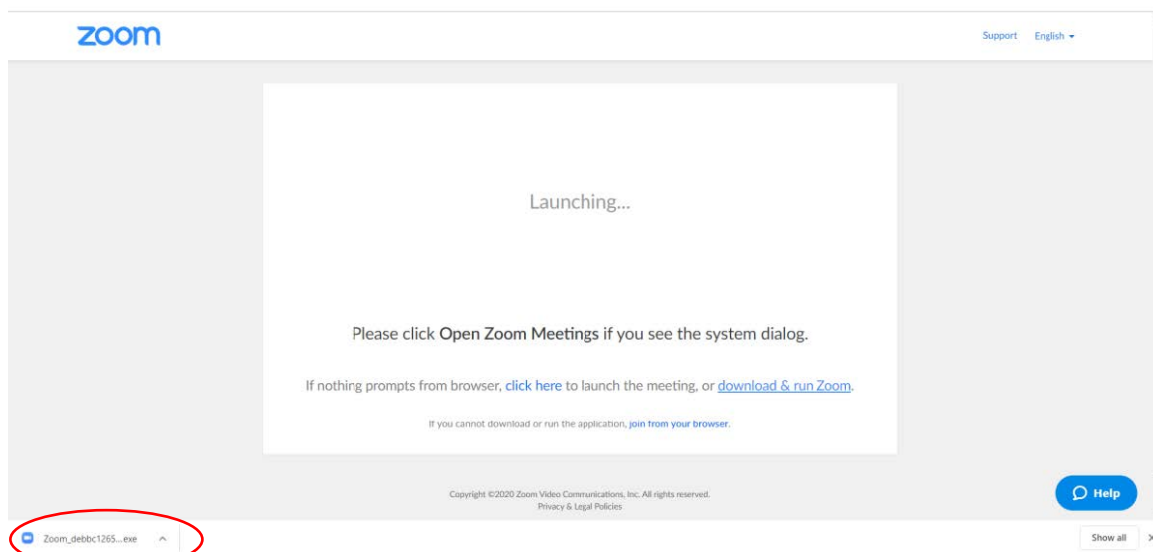 zoom
Support English
Launching...
Please click Open Zoom Meetings if you see the system dialog.
If nothing prompts from browser, click here to launch the meeting, or download & run Zoom.
If you cannot download or run the application, join from your browser.
Copyright ©2020 Zoom Video Communications, Inc. All rights reserved.
Privacy & Legal Policies
Help
Zoom_debbc1265...exe
Show all